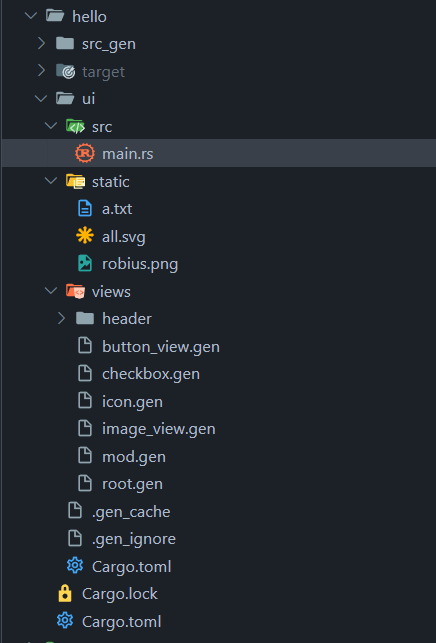 hello
src_gen
target
ui
src
main.rs
static
a.txt
all.svg
robius.png
views
header
button_view.gen
checkbox.gen
icon.gen
image_view.gen
mod.gen
root.gen
.gen_cache
.gen_ignore
Cargo.toml
Cargo.lock
Cargo.toml